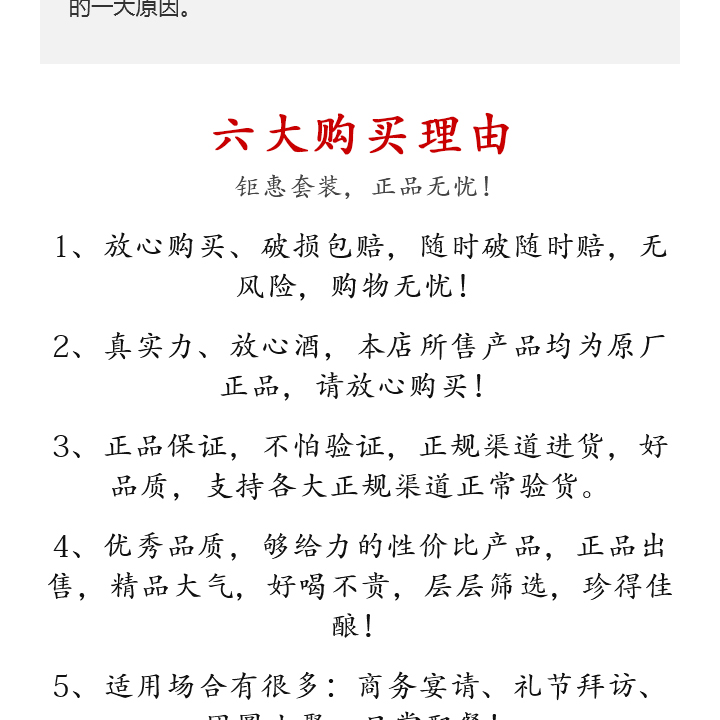 的一大原因。
六大购买理由
钜惠套装，正品无忧！
1、放心购买、破损包赔，随时破随时赔，无
风险，购物无忧！
2、真实力、放心酒，本店所售产品均为原厂
正品，请放心购买！
3、正品保证，不怕验证，正规渠道进货，好
品质，支持各大正规渠道正常验货。
4、优秀品质，够给力的性价比产品，正品出
售，精品大气，好喝不贵，层层筛选，珍得佳
酿！
5、适用场合有很多：商务宴请、礼节拜访、